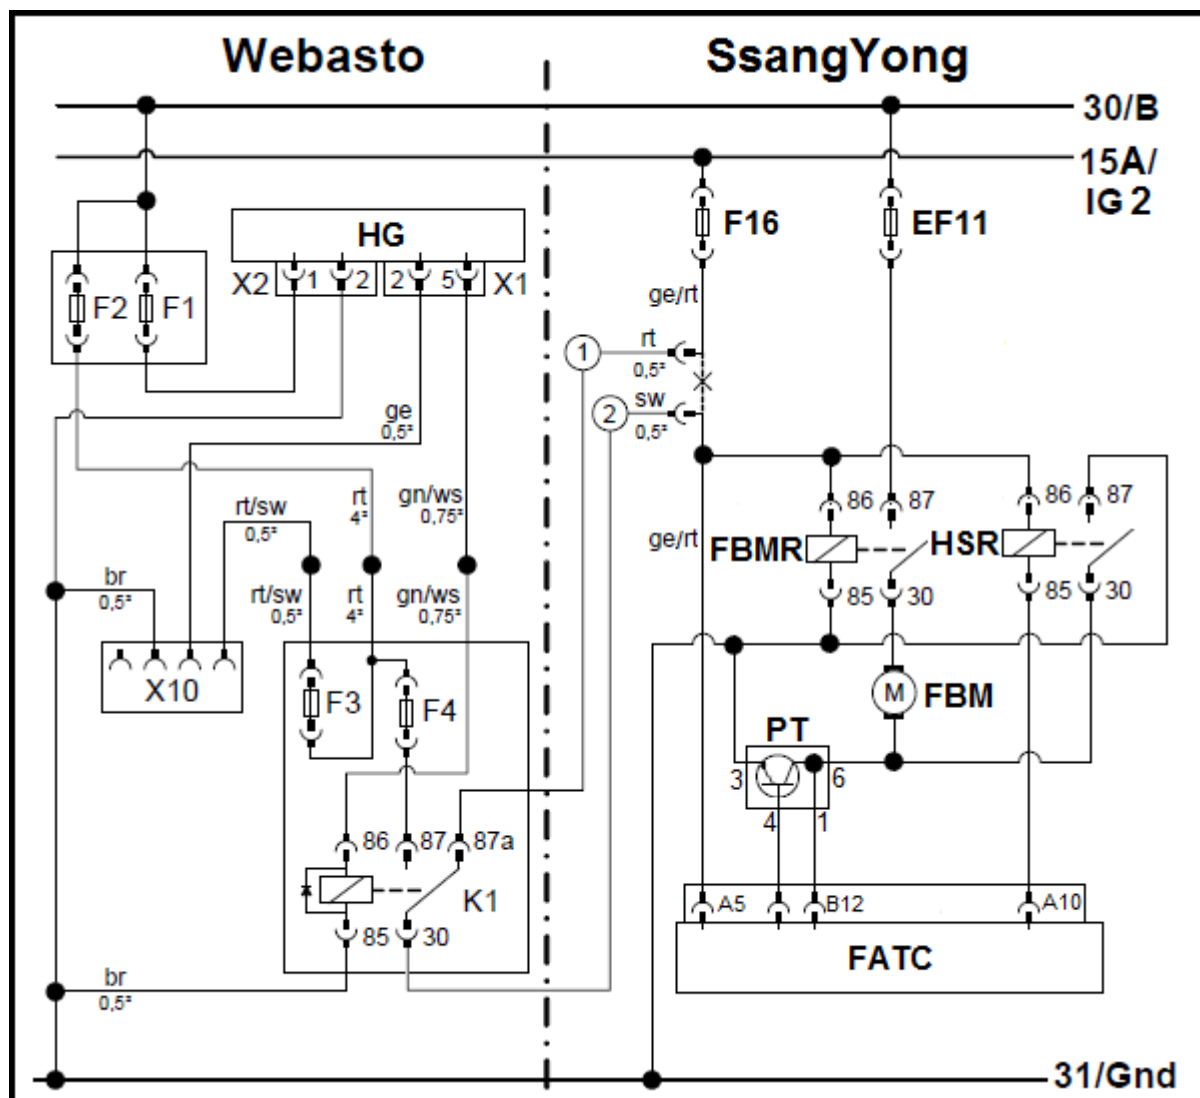 Webasto
SsangYong
30/B
15A/
IG 2
F16
EF11
HG
X2
1
2
2
5
X1
F2
F1
ge/rt
1
rt
0,5²
2
sw
0,5²
ge
0,5²
rt/sw
0,5²
rt
4²
gn/ws
0,75²
86
87
86
87
ge/rt
FBMR
HSR
br
0,5²
rt/sw
0,5²
rt
4²
gn/ws
0,75²
85
30
85
30
X10
F3
F4
M
FBM
PT
3
6
4
1
86
87
87a
K1
85
30
A5
B12
A10
FATC
br
0,5²
31/Gnd